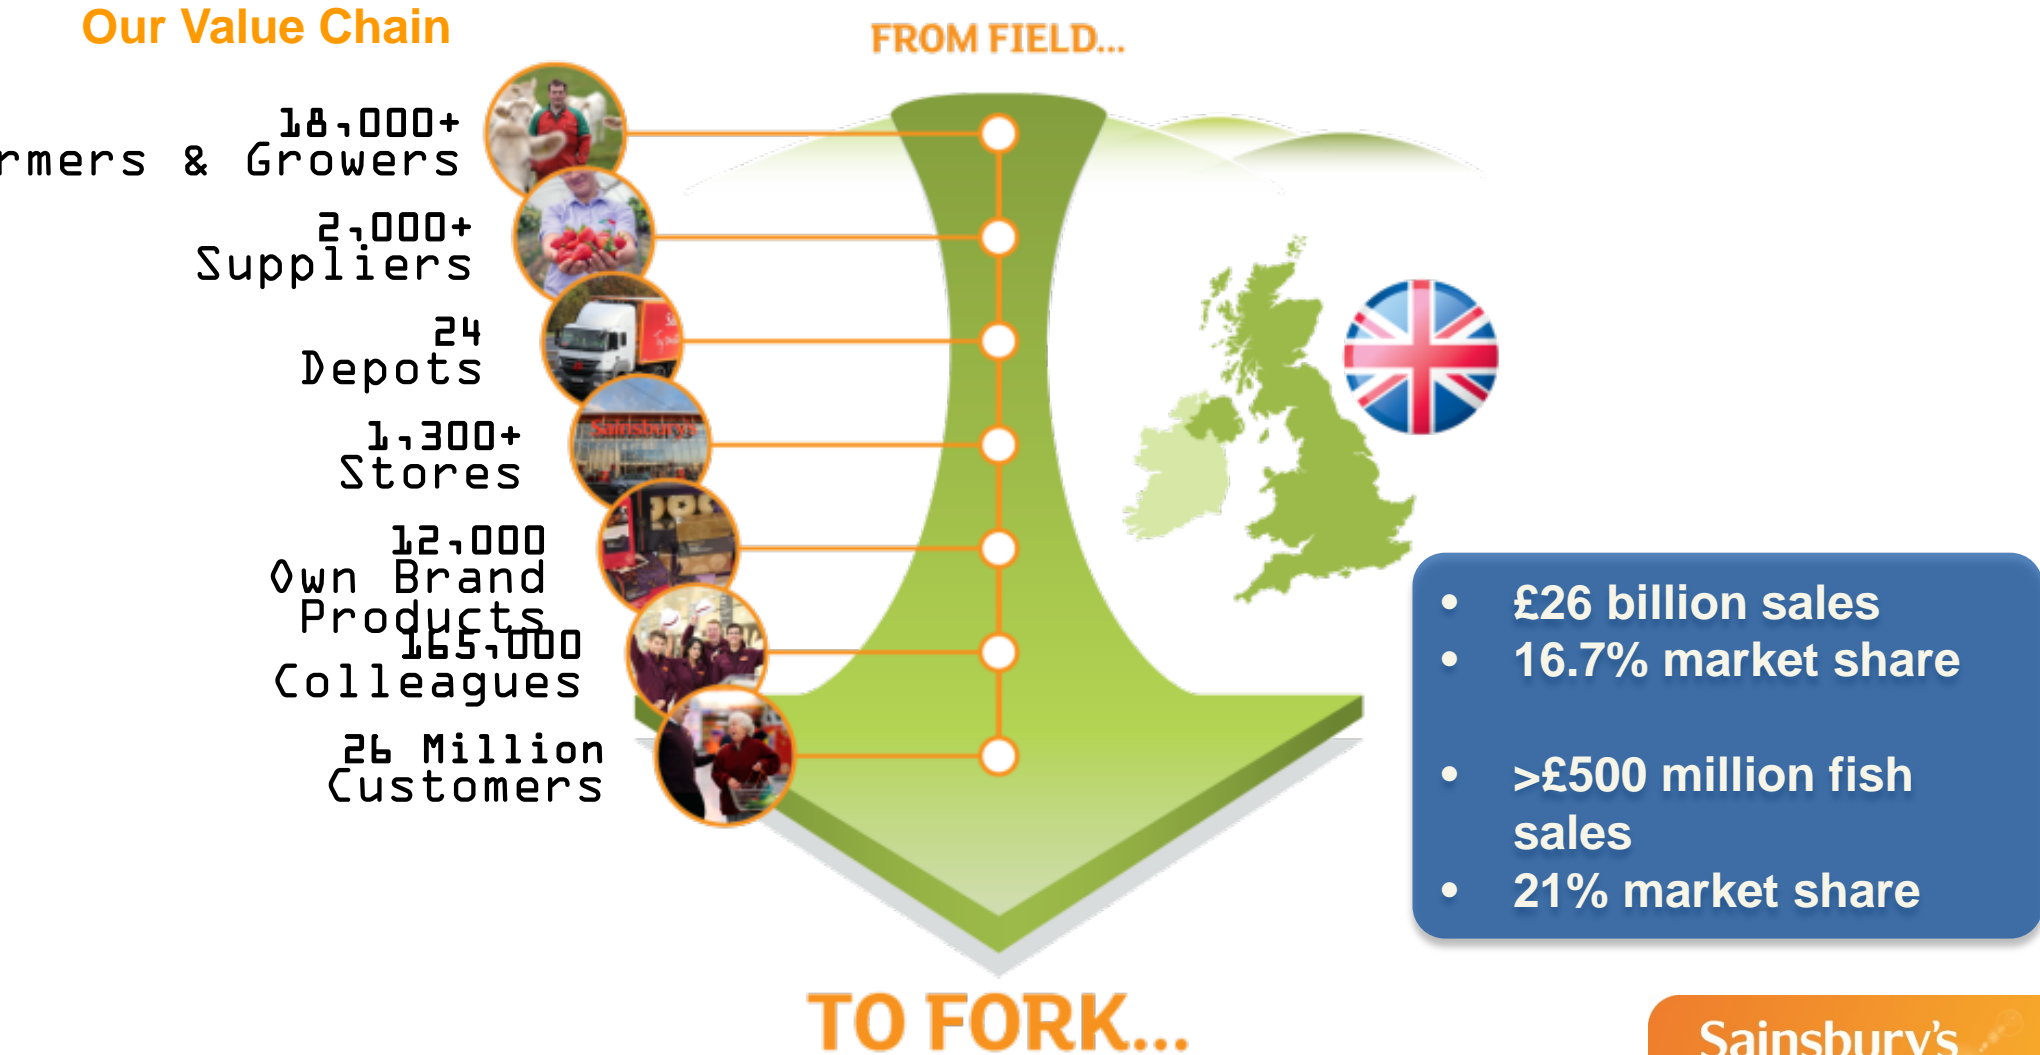 Our Value Chain
FROM FIELD...
18,000+
rmers & Growers
2,000+
Suppliers
24
Depots
1,300+
Stores
Sainsbury's
12,000
Own Brand
Products
165,000
Colleagues
26 Million
Customers
• £26 billion sales
• 16.7% market share
• >£500 million fish
sales
• 21% market share
TO FORK...
Sainsbury's